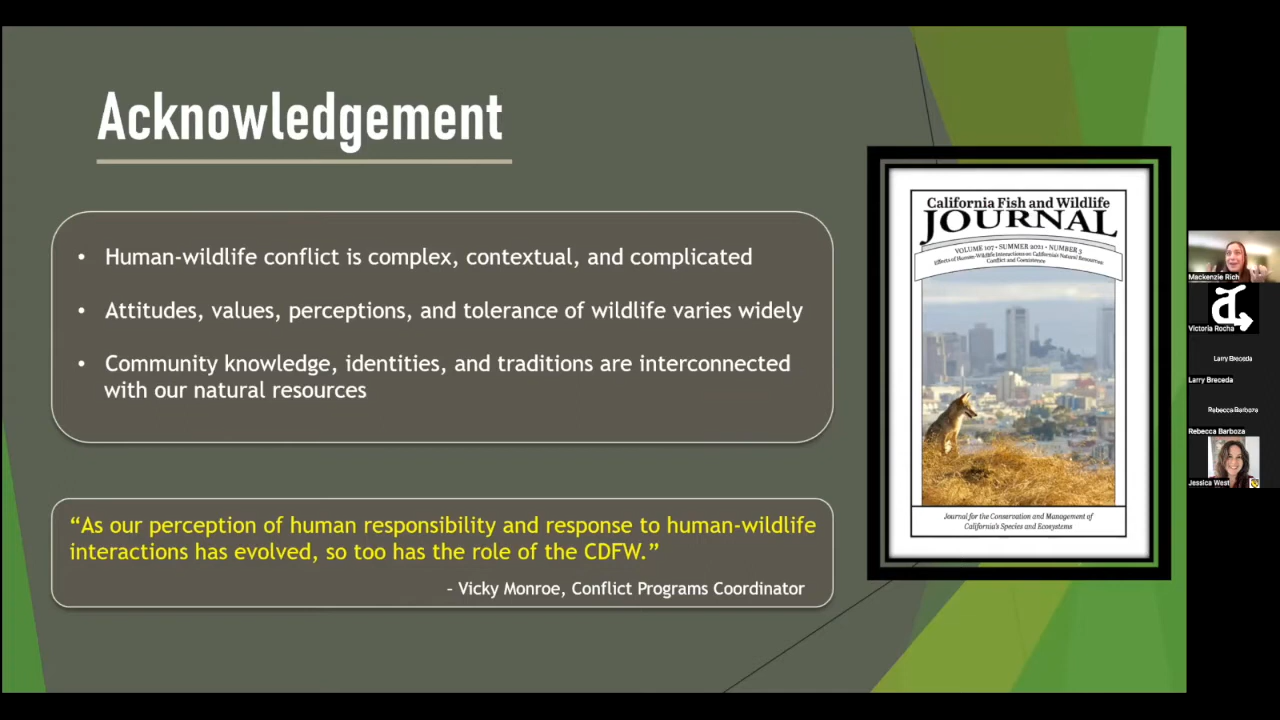 Acknowledgement
• Human-wildlife conflict is complex, contextual, and complicated
• Attitudes, values, perceptions, and tolerance of wildlife varies widely
• Community knowledge, identities, and traditions are interconnected
with our natural resources
“As our perception of human responsibility and response to human-wildlife
interactions has evolved, so too has the role of the CDFW.”
– Vicky Monroe, Conflict Programs Coordinator
California Fish and Wildlife
JOURNAL
VOLUME 107 • SUMMER 2021 • NUMBER 3
Effects of Human-Wildlife Interactions on California's Natural Resources:
Conflict and Coexistence
Journal for the Conservation and Management of
California's Species and Ecosystems
Mackenzie Rich
a
Victoria Rocha
Larry Breceda
Larry Breceda
Rebecca Barboza
Rebecca Barboza
Jessica West